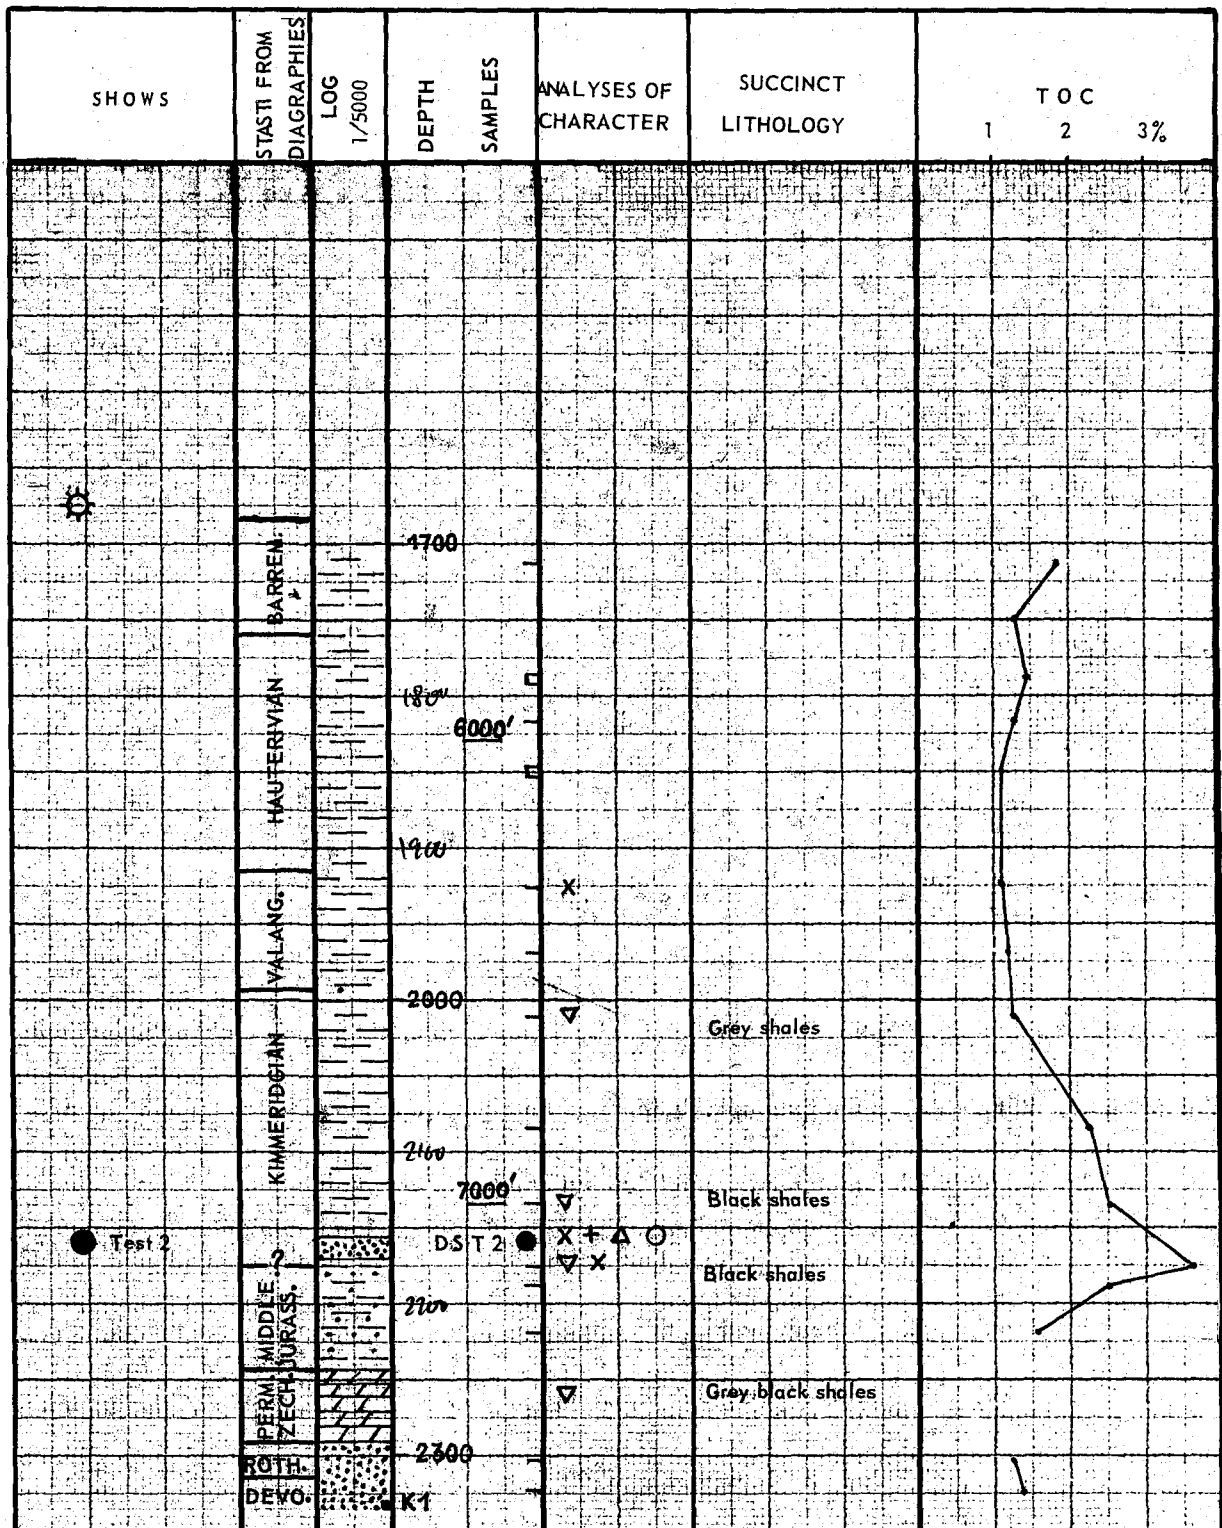 SHOWS
STASTI FROM
DIAGRAPHIES
LOG
1/5000
DEPTH
SAMPLES
ANALYSES OF
CHARACTER
SUCCINCT
LITHOLOGY
TOC
1 2 3%
BARREM.
1700
HAUTERIVIAN
1800
6000'
1900
VALANG.
2000
Grey shales
KIMMERIDGIAN
2100
7000'
Black shales
Test 2
DST 2
X + Δ O
?
Black shales
MIDDLE
JURASS.
2200
PERM.
ZECH.
Grey black shales
2300
ROTH.
DEVO.
K1